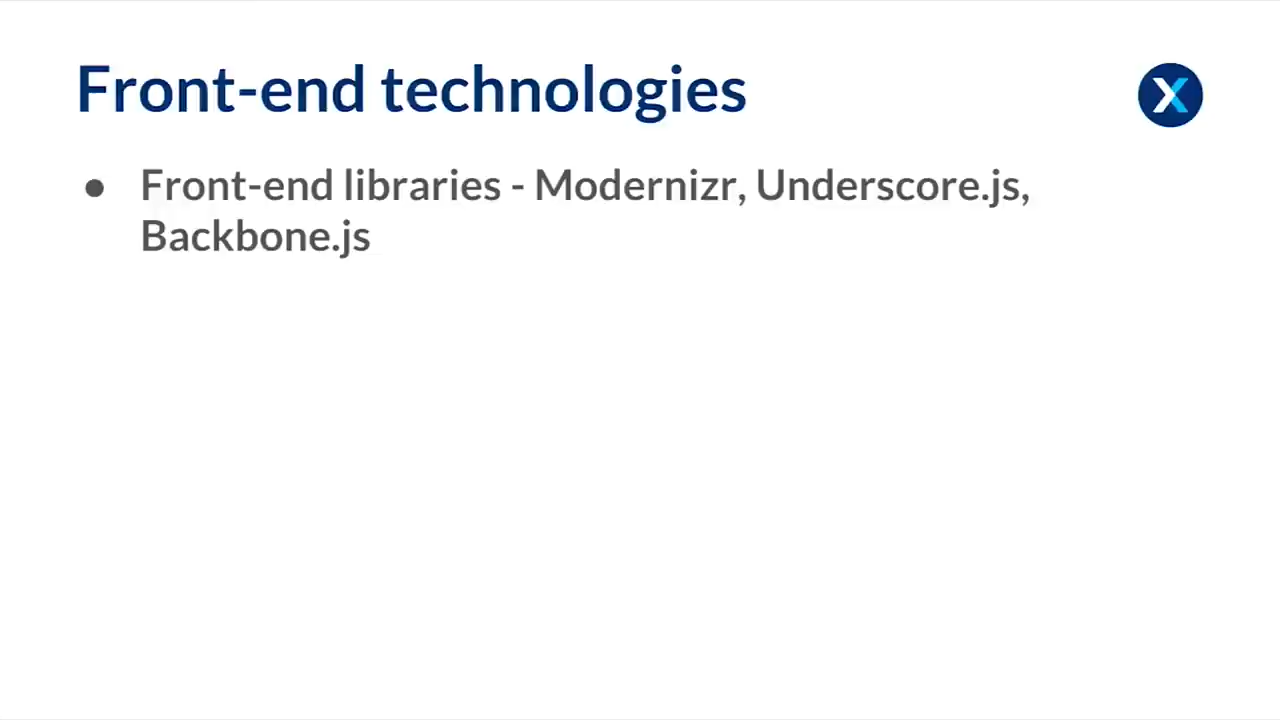 Front-end technologies
● Front-end libraries - Modernizr, Underscore.js,
Backbone.js